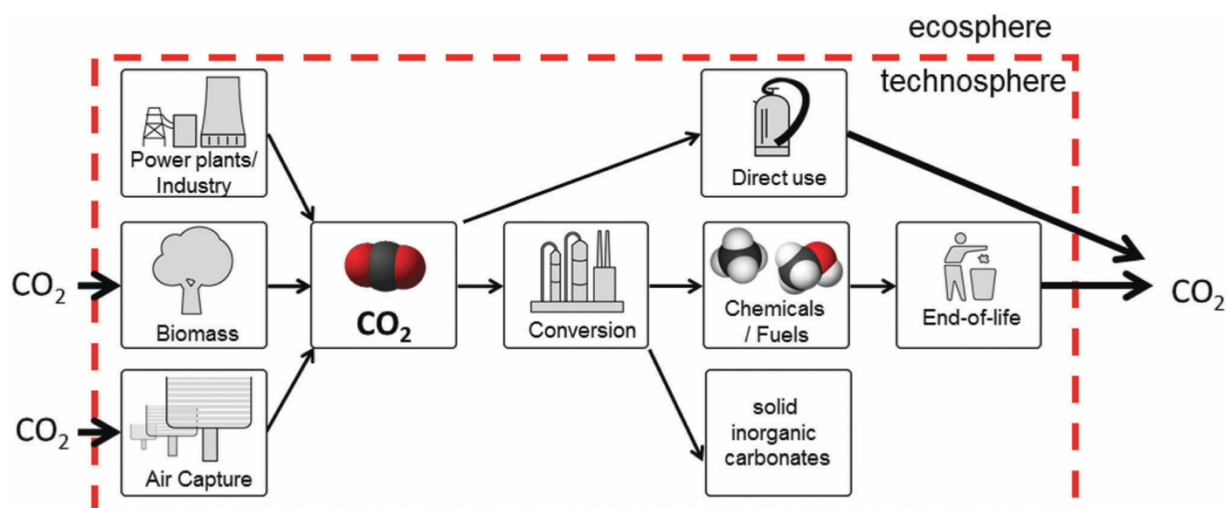 ecosphere
technosphere
Power plants/
Industry
Direct use
CO₂
Biomass
CO₂
Conversion
Chemicals
/ Fuels
End-of-life
CO₂
CO₂
Air Capture
solid
inorganic
carbonates